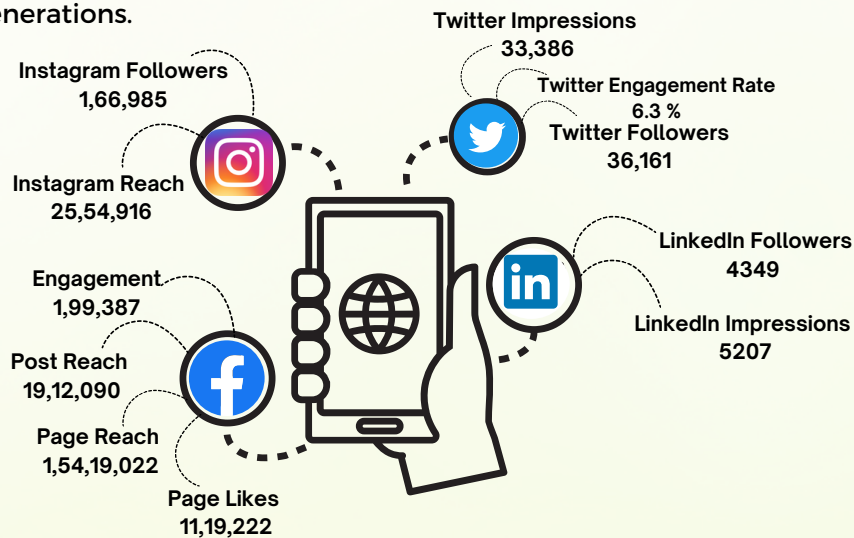 enerations.
Twitter Impressions
33,386
Twitter Engagement Rate
6.3 %
Twitter Followers
36,161
Instagram Followers
1,66,985
Instagram Reach
25,54,916
LinkedIn Followers
4349
LinkedIn Impressions
5207
in
Engagement
1,99,387
Post Reach
19,12,090
Page Reach
1,54,19,022
Page Likes
11,19,222
f